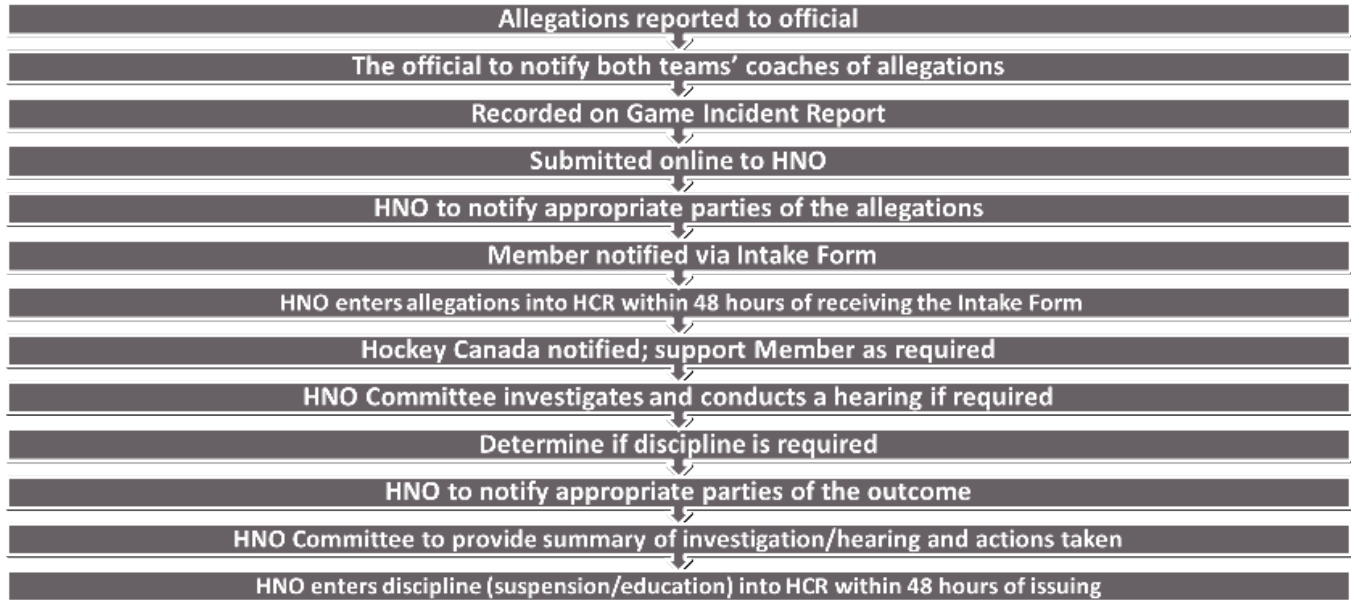 Allegations reported to official
The official to notify both teams' coaches of allegations
Recorded on Game Incident Report
Submitted online to HNO
HNO to notify appropriate parties of the allegations
Member notified via Intake Form
HNO enters allegations into HCR within 48 hours of receiving the Intake Form
Hockey Canada notified; support Member as required
HNO Committee investigates and conducts a hearing if required
Determine if discipline is required
HNO to notify appropriate parties of the outcome
HNO Committee to provide summary of investigation/hearing and actions taken
HNO enters discipline (suspension/education) into HCR within 48 hours of issuing